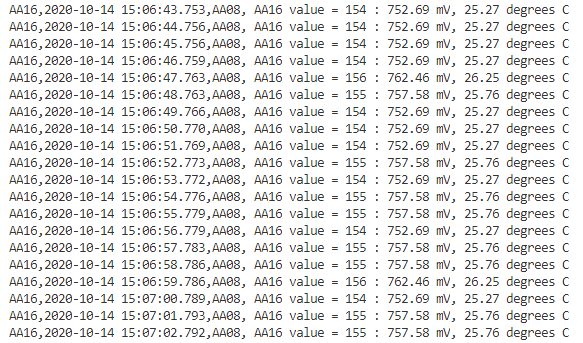 AA16,2020-10-14 15:06:43.753,AA08, AA16 value = 154 : 752.69 mV, 25.27 degrees C
AA16,2020-10-14 15:06:44.756,AA08, AA16 value = 154 : 752.69 mV, 25.27 degrees C
AA16,2020-10-14 15:06:45.756,AA08, AA16 value = 154 : 752.69 mV, 25.27 degrees C
AA16,2020-10-14 15:06:46.759,AA08, AA16 value = 154 : 752.69 mV, 25.27 degrees C
AA16,2020-10-14 15:06:47.763,AA08, AA16 value = 156 : 762.46 mV, 26.25 degrees C
AA16,2020-10-14 15:06:48.763,AA08, AA16 value = 155 : 757.58 mV, 25.76 degrees C
AA16,2020-10-14 15:06:49.766,AA08, AA16 value = 154 : 752.69 mV, 25.27 degrees C
AA16,2020-10-14 15:06:50.770,AA08, AA16 value = 154 : 752.69 mV, 25.27 degrees C
AA16,2020-10-14 15:06:51.769,AA08, AA16 value = 154 : 752.69 mV, 25.27 degrees C
AA16,2020-10-14 15:06:52.773,AA08, AA16 value = 155 : 757.58 mV, 25.76 degrees C
AA16,2020-10-14 15:06:53.772,AA08, AA16 value = 154 : 752.69 mV, 25.27 degrees C
AA16,2020-10-14 15:06:54.776,AA08, AA16 value = 155 : 757.58 mV, 25.76 degrees C
AA16,2020-10-14 15:06:55.779,AA08, AA16 value = 155 : 757.58 mV, 25.76 degrees C
AA16,2020-10-14 15:06:56.779,AA08, AA16 value = 154 : 752.69 mV, 25.27 degrees C
AA16,2020-10-14 15:06:57.783,AA08, AA16 value = 155 : 757.58 mV, 25.76 degrees C
AA16,2020-10-14 15:06:58.786,AA08, AA16 value = 155 : 757.58 mV, 25.76 degrees C
AA16,2020-10-14 15:06:59.786,AA08, AA16 value = 156 : 762.46 mV, 26.25 degrees C
AA16,2020-10-14 15:07:00.789,AA08, AA16 value = 154 : 752.69 mV, 25.27 degrees C
AA16,2020-10-14 15:07:01.793,AA08, AA16 value = 155 : 757.58 mV, 25.76 degrees C
AA16,2020-10-14 15:07:02.792,AA08, AA16 value = 155 : 757.58 mV, 25.76 degrees C